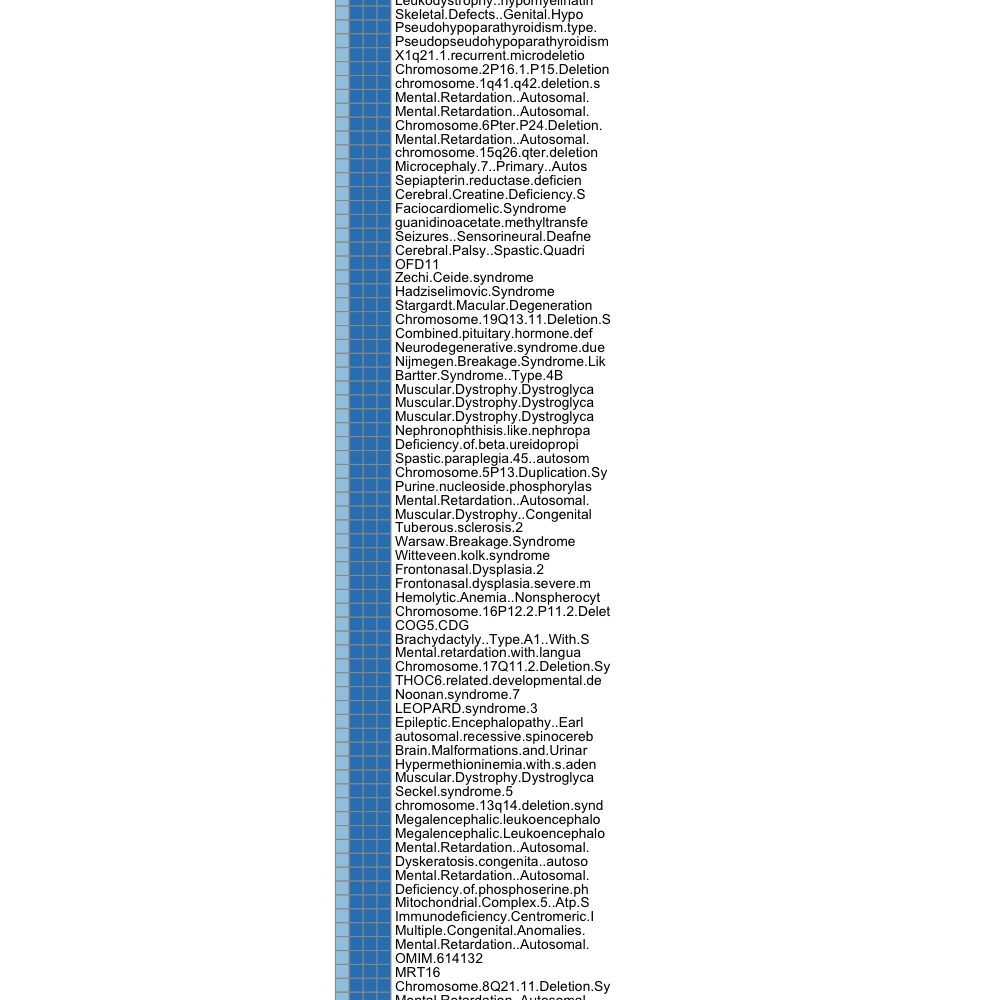 Leukodystrophy..hypomyelinatin
Skeletal.Defects..Genital.Hypo
Pseudohypoparathyroidism.type.
Pseudopseudohypoparathyroidism
X1q21.1.recurrent.microdeletio
Chromosome.2P16.1.P15.Deletion
chromosome.1q41.q42.deletion.s
Mental.Retardation..Autosomal.
Mental.Retardation..Autosomal.
Chromosome.6Pter.P24.Deletion.
Mental.Retardation..Autosomal.
chromosome.15q26.qter.deletion
Microcephaly.7..Primary..Autos
Sepiapterin.reductase.deficien
Cerebral.Creatine.Deficiency.S
Faciocardiomelic.Syndrome
guanidinoacetate.methyltransfe
Seizures..Sensorineural.Deafne
Cerebral.Palsy..Spastic.Quadri
OFD11
Zechi.Ceide.syndrome
Hadziselimovic.Syndrome
Stargardt.Macular.Degeneration
Chromosome.19Q13.11.Deletion.S
Combined.pituitary.hormone.def
Neurodegenerative.syndrome.due
Nijmegen.Breakage.Syndrome.Lik
Bartter.Syndrome..Type.4B
Muscular.Dystrophy.Dystroglyca
Muscular.Dystrophy.Dystroglyca
Muscular.Dystrophy.Dystroglyca
Nephronophthisis.like.nephropa
Deficiency.of.beta.ureidopropi
Spastic.paraplegia.45..autosom
Chromosome.5P13.Duplication.Sy
Purine.nucleoside.phosphorylas
Mental.Retardation..Autosomal.
Muscular.Dystrophy..Congenital
Tuberous.sclerosis.2
Warsaw.Breakage.Syndrome
Witteveen.kolk.syndrome
Frontonasal.Dysplasia.2
Frontonasal.dysplasia.severe.m
Hemolytic.Anemia..Nonspherocyt
Chromosome.16P12.2.P11.2.Delet
COG5.CDG
Brachydactyly..Type.A1..With.S
Mental.retardation.with.langua
Chromosome.17Q11.2.Deletion.Sy
THOC6.related.developmental.de
Noonan.syndrome.7
LEOPARD.syndrome.3
Epileptic.Encephalopathy..Earl
autosomal.recessive.spinocereb
Brain.Malformations.and.Urinar
Hypermethioninemia.with.s.aden
Muscular.Dystrophy.Dystroglyca
Seckel.syndrome.5
chromosome.13q14.deletion.synd
Megalencephalic.leukoencephalo
Megalencephalic.Leukoencephalo
Mental.Retardation..Autosomal.
Dyskeratosis.congenita..autoso
Mental.Retardation..Autosomal.
Deficiency.of.phosphoserine.ph
Mitochondrial.Complex.5..Atp.S
Immunodeficiency.Centromeric.I
Multiple.Congenital.Anomalies.
Mental.Retardation..Autosomal.
OMIM.614132
MRT16
Chromosome.8Q21.11.Deletion.Sy
Mental.Retardation..Autosomal.